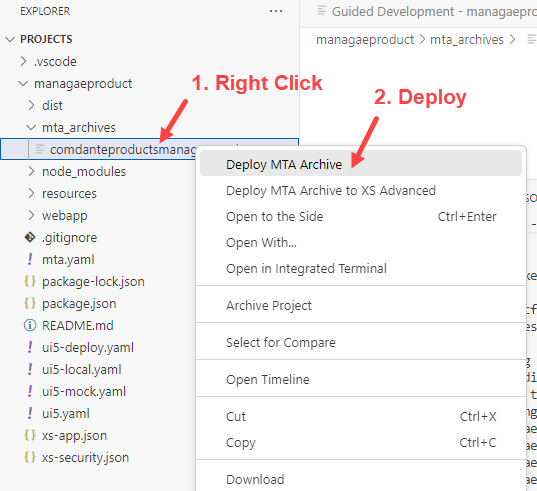 EXPLORER
PROJECTS
.vscode
managaeproduct
dist
mta_archives
comdanteproductsmanag
node_modules
resources
webapp
.gitignore
mta.yaml
package-lock.json
package.json
README.md
ui5-deploy.yaml
ui5-local.yaml
ui5-mock.yaml
ui5.yaml
xs-app.json
xs-security.json
Guided Development - managaepro
managaeproduct > mta_archives >
1. Right Click
2. Deploy
Deploy MTA Archive
Deploy MTA Archive to XS Advanced
Open to the Side Ctrl+Enter
Open With...
Open in Integrated Terminal
Archive Project
Select for Compare
Open Timeline
Cut Ctrl+X
Copy Ctrl+C
Download